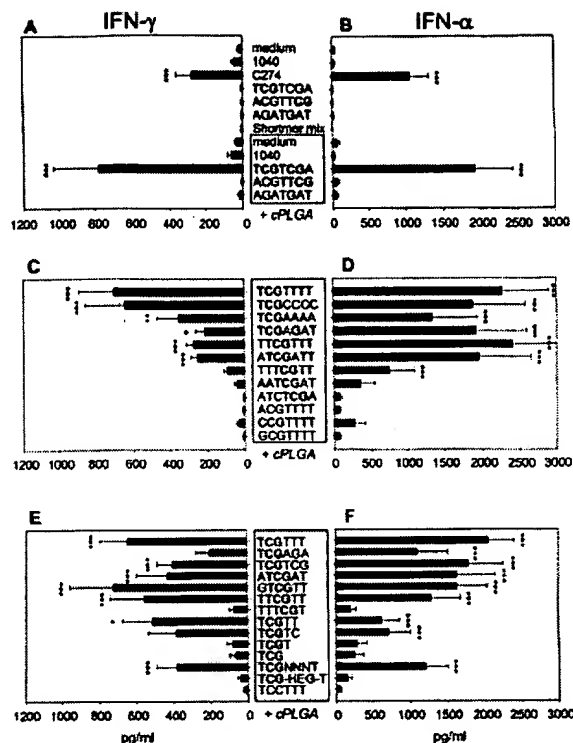 IFN-γ IFN-α
A B
medium
1040
C274
TCGTCGA
ACGTTCG
AGATGAT
Shortmer mix
medium
1040
TCGTCGA
ACGTTCG
AGATGAT
1200 1000 800 600 400 200 + cPLGA 0 500 1000 1500 2000 2500 3000
C D
TCGTTTT
TCGCCCC
TCGAAAA
TCGAGAT
TTCGTTT
ATCGATT
TTTCGTT
AATCGAT
ATCTCGA
ACGTTTT
CCGTTTT
GCGTTTT
1200 1000 800 600 400 200 + cPLGA 0 500 1000 1500 2000 2500 3000
E F
TCGTTT
TCGAGA
TCGTCG
ATCGAT
GTCGTT
TTCGTT
TTTCGT
TCGTT
TCGTC
TCGT
TCG
TCGNNNT
TCG-HEG-T
TCCTTT
1200 1000 800 600 400 200 + cPLGA 0 500 1000 1500 2000 2500 3000
pg/ml pg/ml